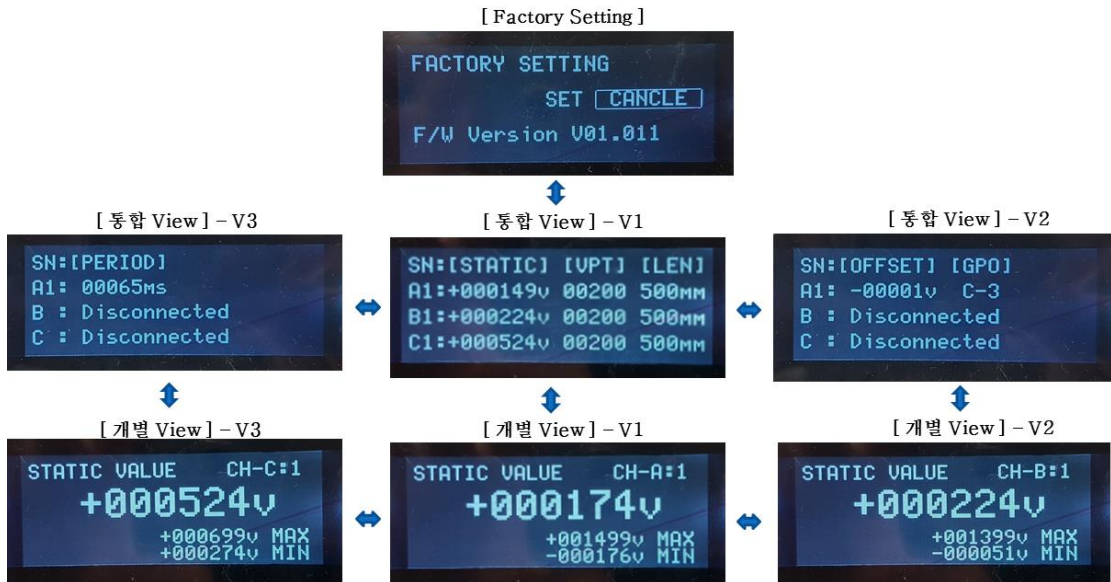 [ Factory Setting ]
FACTORY SETTING
SET CANCLE
F/W Version V01.011
[ 통합 View ] – V3
SN:[PERIOD]
A1: 00065ms
B : Disconnected
C : Disconnected
[ 통합 View ] – V1
SN:[STATIC] [VPT] [LEN]
A1:+000149v 00200 500mm
B1:+000224v 00200 500mm
C1:+000524v 00200 500mm
[ 통합 View ] – V2
SN:[OFFSET] [GPO]
A1: -00001v C-3
B : Disconnected
C : Disconnected
[ 개별 View ] – V3
STATIC VALUE CH-C:1
+000524v
+000699v MAX
+000274v MIN
[ 개별 View ] – V1
STATIC VALUE CH-A:1
+000174v
+001499v MAX
-000176v MIN
[ 개별 View ] – V2
STATIC VALUE CH-B:1
+000224v
+001399v MAX
-000051v MIN